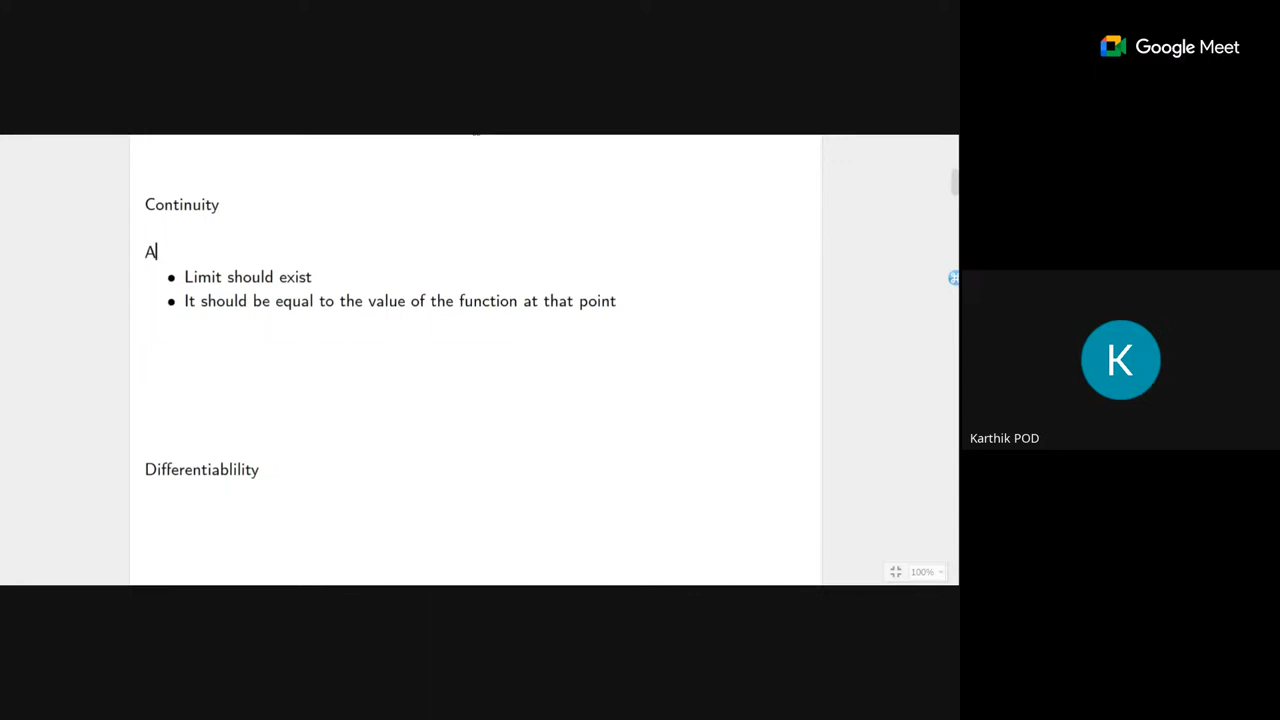 Google Meet
Continuity
A
• Limit should exist
• It should be equal to the value of the function at that point
K
Karthik POD
Differentiablility
100%